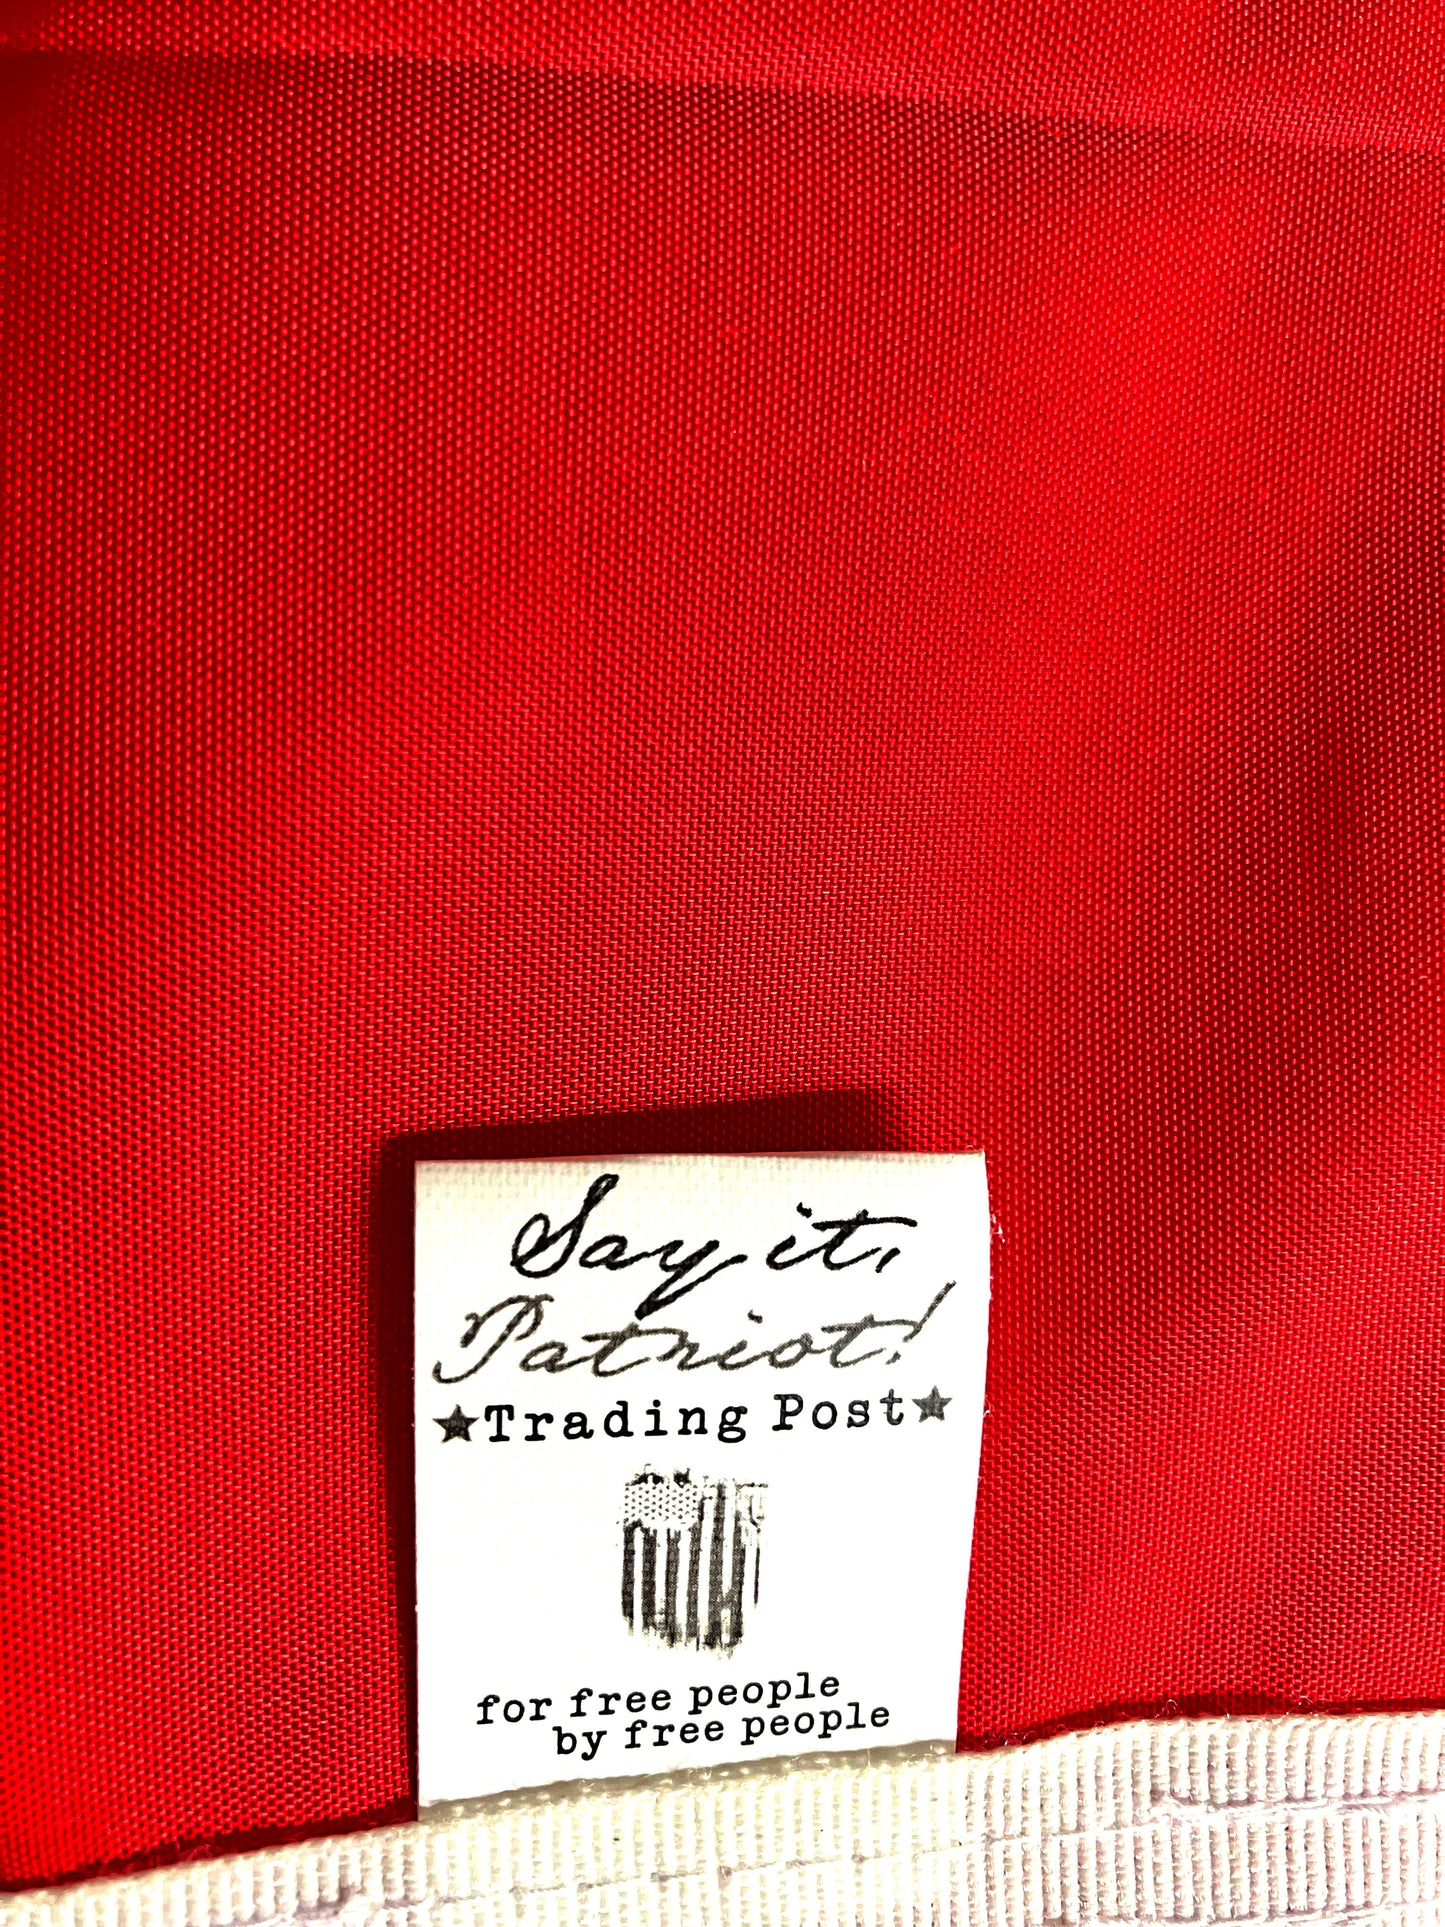 Say it,
Patriot!
★Trading Post★
for free people
by free people